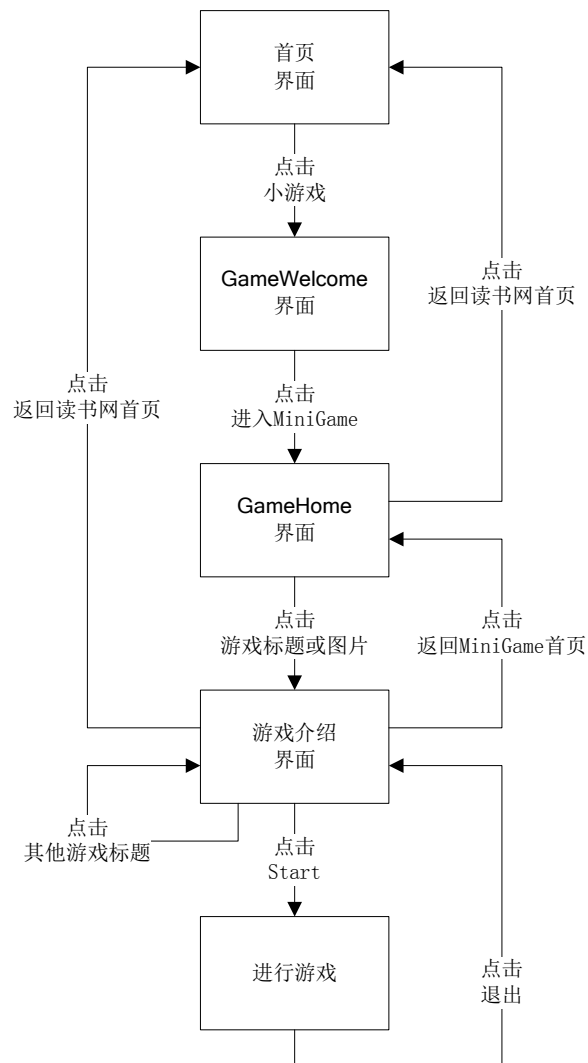 首页
界面
点击
小游戏
GameWelcome
界面
点击
返回读书网首页
点击
返回读书网首页
点击
进入MiniGame
GameHome
界面
点击
游戏标题或图片
点击
返回MiniGame首页
游戏介绍
界面
点击
其他游戏标题
点击
Start
进行游戏
点击
退出